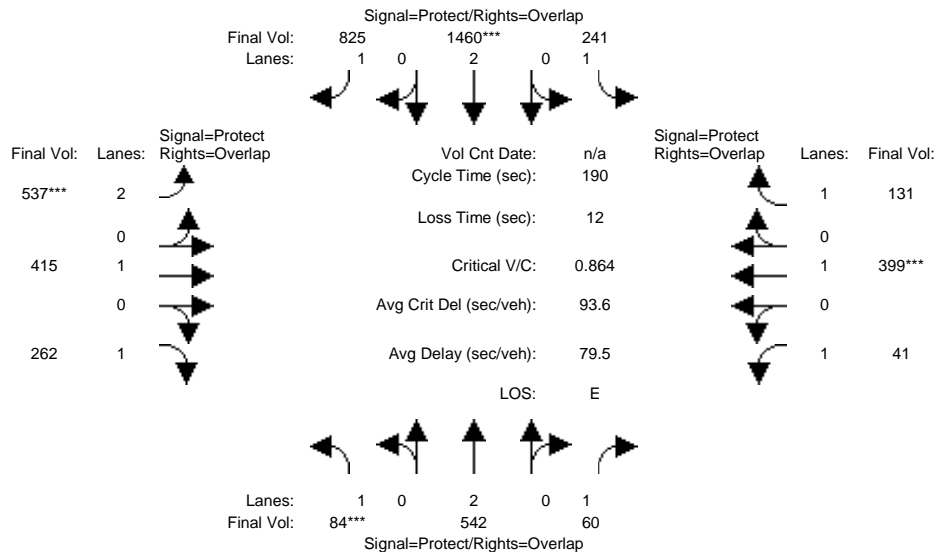 Signal=Protect/Rights=Overlap
Final Vol: 825 1460*** 241
Lanes: 1 0 2 0 1
Signal=Protect Signal=Protect
Final Vol: Lanes: Rights=Overlap Vol Cnt Date: n/a Rights=Overlap Lanes: Final Vol:
Cycle Time (sec): 190
537*** 2 1 131
Loss Time (sec): 12
0 0
415 1 Critical V/C: 0.864 1 399***
0 Avg Crit Del (sec/veh): 93.6 0
262 1 Avg Delay (sec/veh): 79.5 1 41
LOS: E
Lanes: 1 0 2 0 1
Final Vol: 84*** 542 60
Signal=Protect/Rights=Overlap